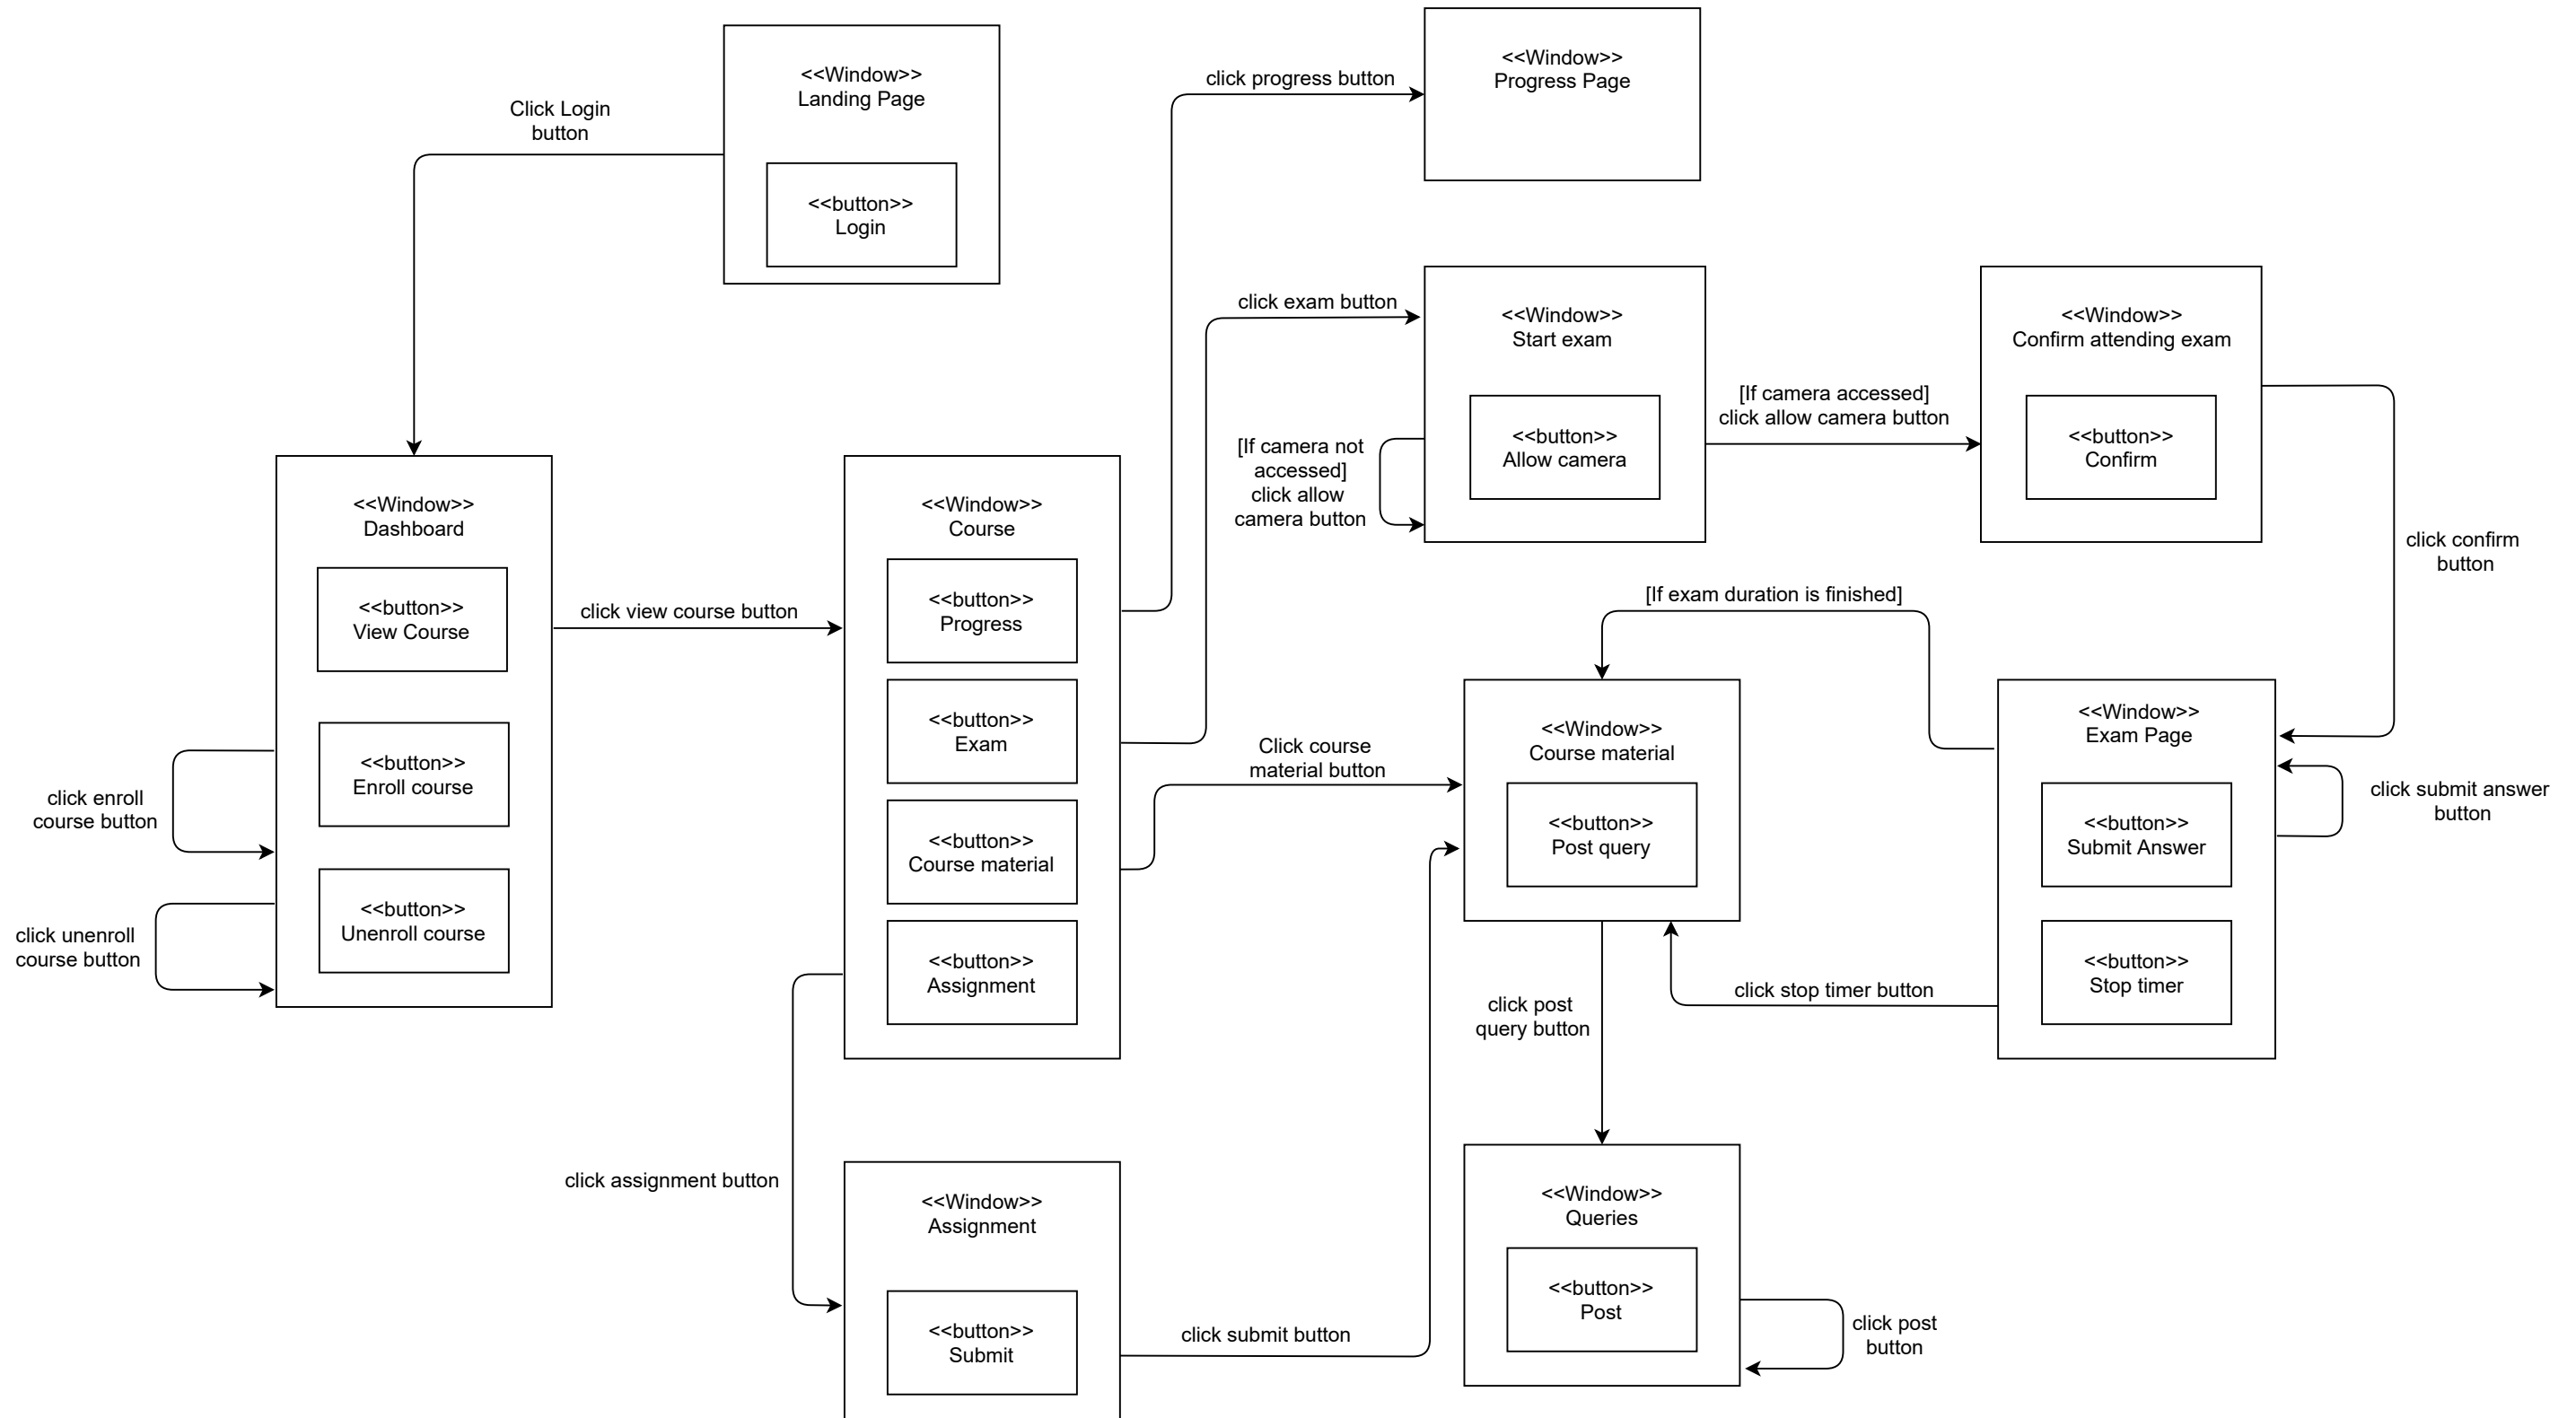 <<Window>>
Landing Page
<<button>>
Login
Click Login
button
<<Window>>
Progress Page
click progress button
<<Window>>
Start exam
<<button>>
Allow camera
click exam button
[If camera not
accessed]
click allow
camera button
[If camera accessed]
click allow camera button
<<Window>>
Confirm attending exam
<<button>>
Confirm
click confirm
button
<<Window>>
Dashboard
<<button>>
View Course
<<button>>
Enroll course
<<button>>
Unenroll course
click enroll
course button
click unenroll
course button
click view course button
<<Window>>
Course
<<button>>
Progress
<<button>>
Exam
<<button>>
Course material
<<button>>
Assignment
Click course
material button
[If exam duration is finished]
<<Window>>
Course material
<<button>>
Post query
<<Window>>
Exam Page
<<button>>
Submit Answer
<<button>>
Stop timer
click submit answer
button
click stop timer button
click post
query button
click assignment button
<<Window>>
Assignment
<<button>>
Submit
click submit button
<<Window>>
Queries
<<button>>
Post
click post
button